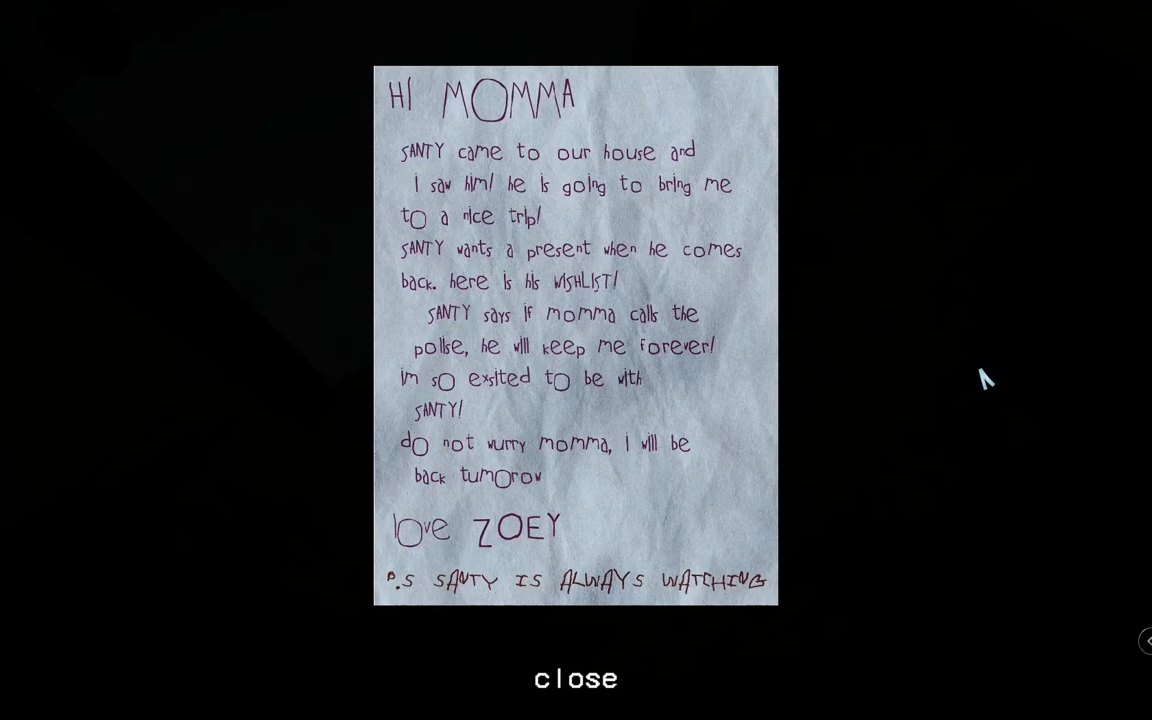 HI MOMMA
SANTY came to our house and
i saw him! he is going to bring me
to a nice trip!
SANTY wants a present when he comes
back. here is his WISHLIST!
SANTY says if momma calls the
polise, he will keep me forever!
im so exsited to be with
SANTY!
do not wurry momma, i will be
back tumorow
love ZOEY
P.S SANTY IS ALWAYS WATCHING
close